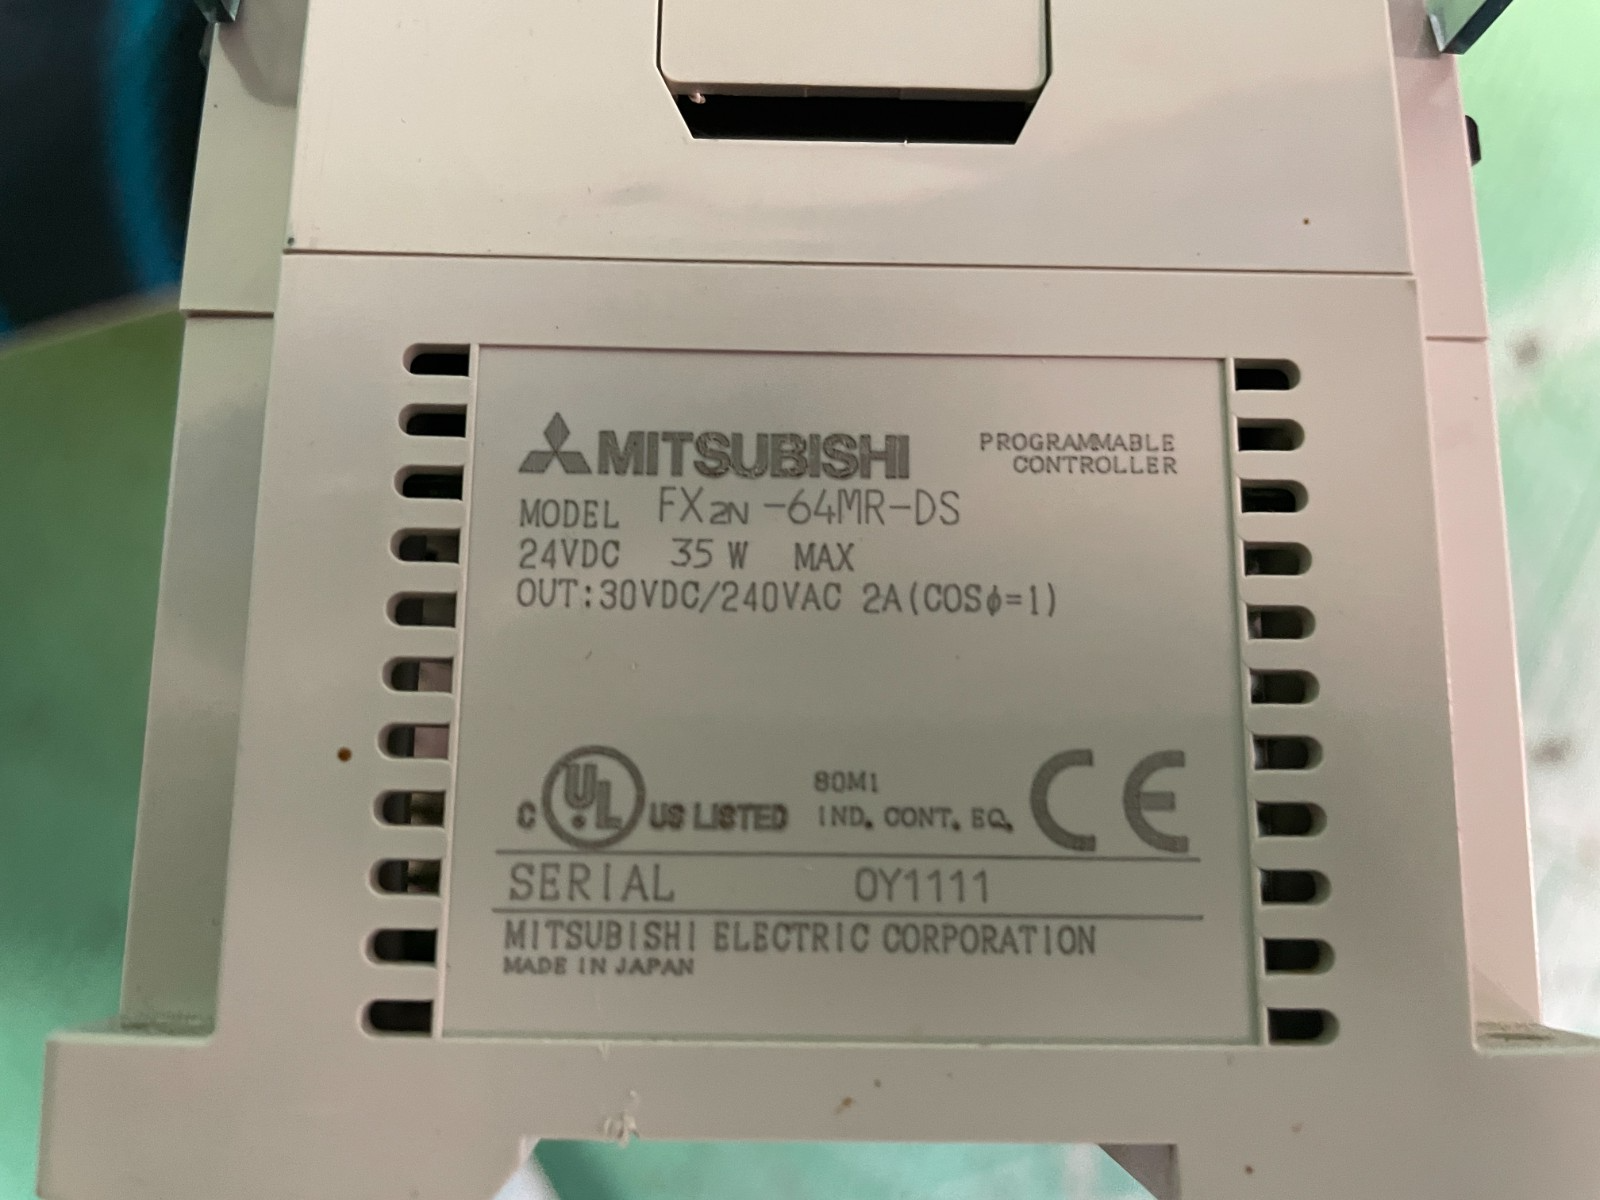 MITSUBISHI
PROGRAMMABLE
CONTROLLER
MODEL FX2N-64MR-DS
24VDC 35W MAX
OUT:30VDC/240VAC 2A(COSφ=1)
C UL US LISTED
80M1
IND. CONT. EQ.
CE
SERIAL 0Y1111
MITSUBISHI ELECTRIC CORPORATION
MADE IN JAPAN